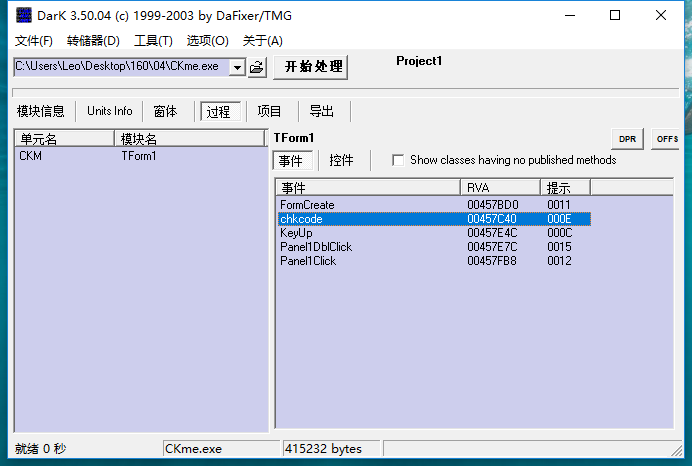 DarK 3.50.04 (c) 1999-2003 by DaFixer/TMG
文件(F) 转储器(D) 工具(T) 选项(O) 关于(A)
C:\Users\Leo\Desktop\160\04\CKme.exe 开始处理 Project1
模块信息 Units Info 窗体 过程 项目 导出
单元名 模块名
CKM TForm1
TForm1 DPR OFF$
事件 控件 Show classes having no published methods
事件 RVA 提示
FormCreate 00457BD0 0011
chkcode 00457C40 000E
KeyUp 00457E4C 000C
Panel1DblClick 00457E7C 0015
Panel1Click 00457FB8 0012
就绪 0 秒 CKme.exe 415232 bytes